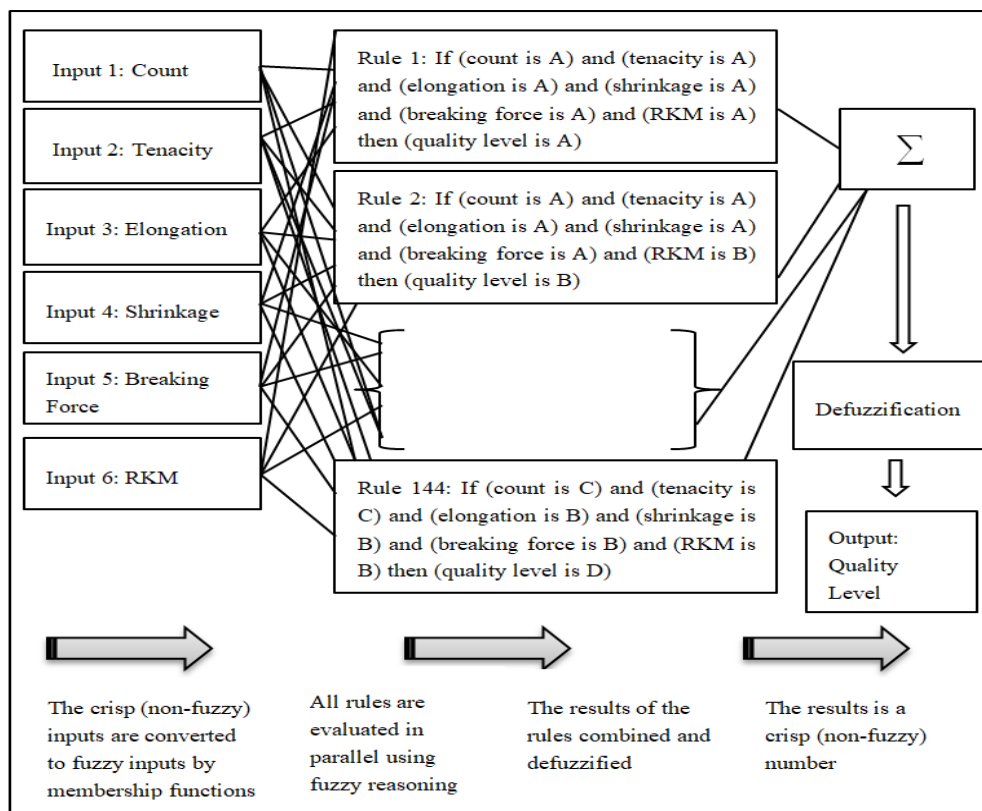 Input 1: Count
Input 2: Tenacity
Input 3: Elongation
Input 4: Shrinkage
Input 5: Breaking
Force
Input 6: RKM
Rule 1: If (count is A) and (tenacity is A)
and (elongation is A) and (shrinkage is A)
and (breaking force is A) and (RKM is A)
then (quality level is A)
Rule 2: If (count is A) and (tenacity is A)
and (elongation is A) and (shrinkage is A)
and (breaking force is A) and (RKM is B)
then (quality level is B)
Rule 144: If (count is C) and (tenacity is
C) and (elongation is B) and (shrinkage is
B) and (breaking force is B) and (RKM is
B) then (quality level is D)
Σ
Defuzzification
Output:
Quality
Level
The crisp (non-fuzzy)
inputs are converted
to fuzzy inputs by
membership functions
All rules are
evaluated in
parallel using
fuzzy reasoning
The results of the
rules combined and
defuzzified
The results is a
crisp (non-fuzzy)
number